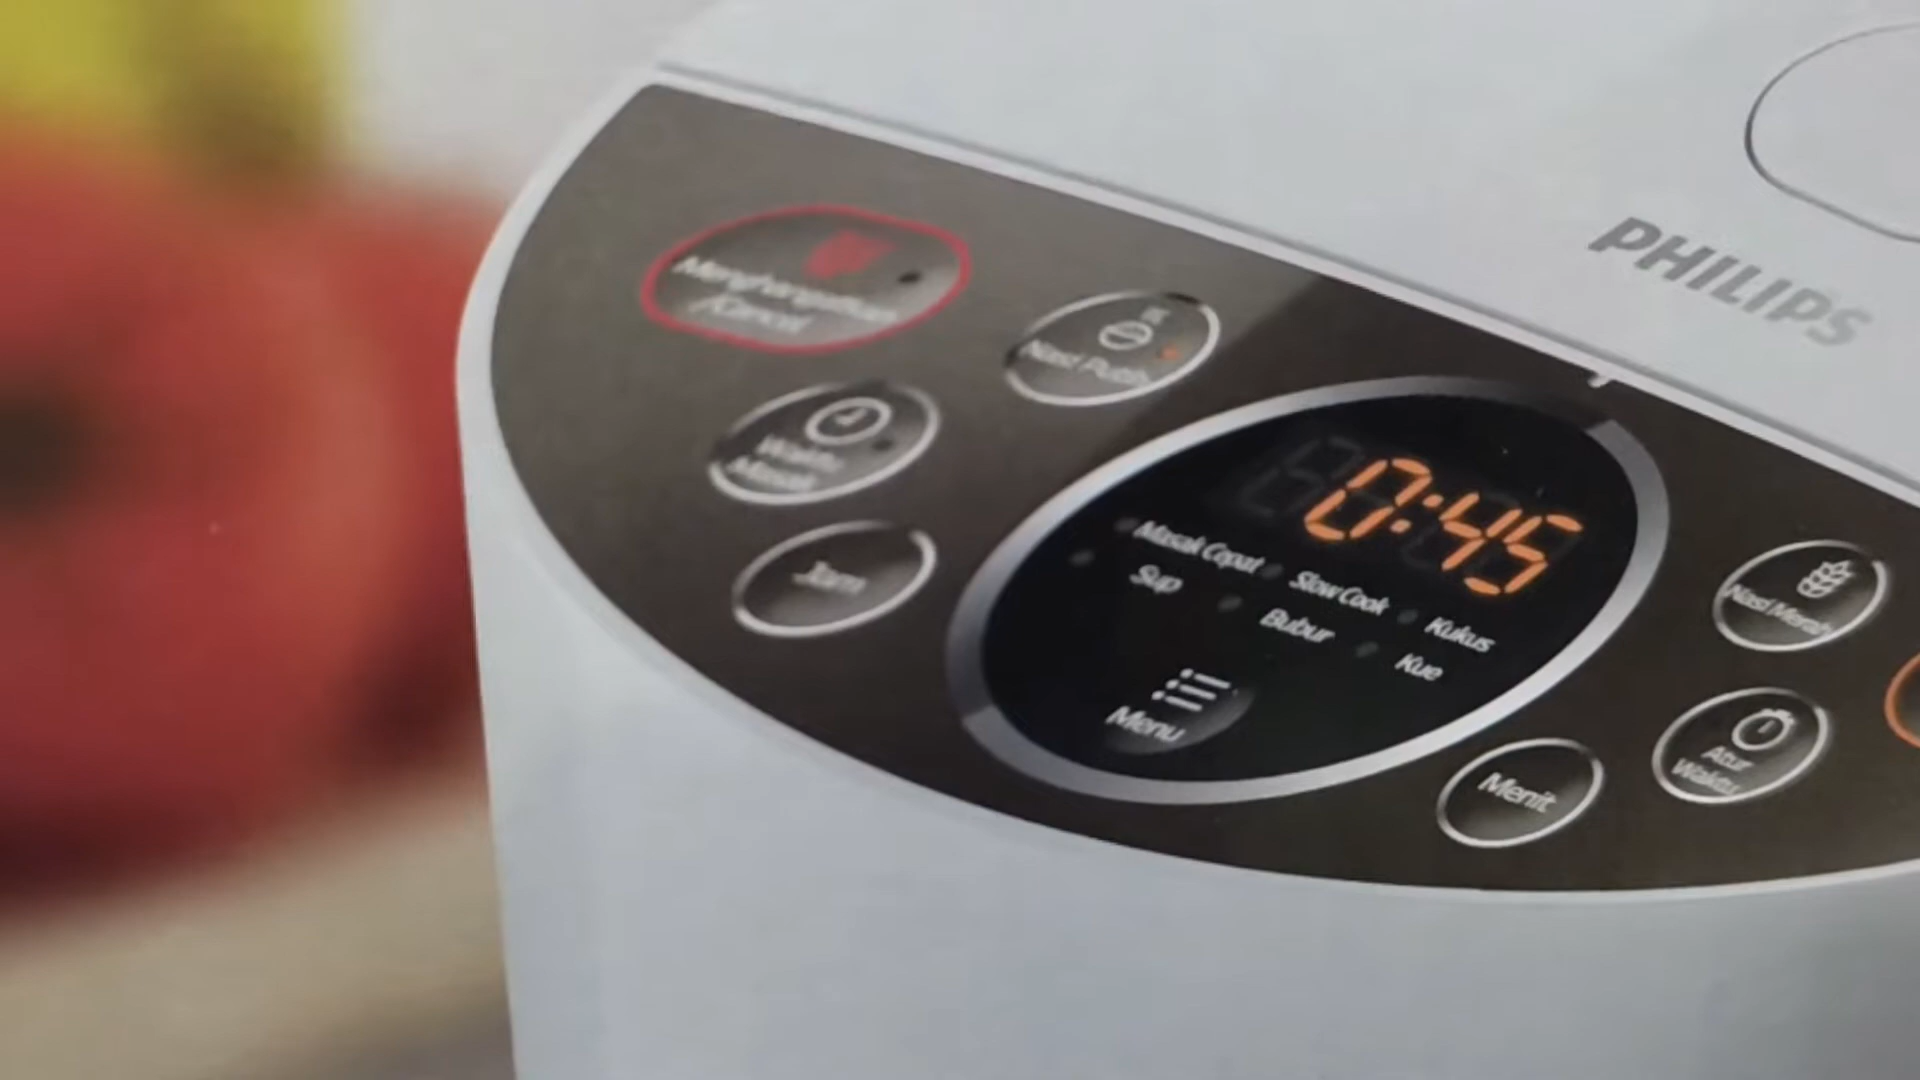 PHILIPS
Menghangatkan
/Cancel
Nasi Putih
Waktu
Masak
Jam
0:45
Masak Cepat
Slow Cook
Kukus
Sup
Bubur
Kue
Menu
Nasi Merah
Atur
Waktu
Menit